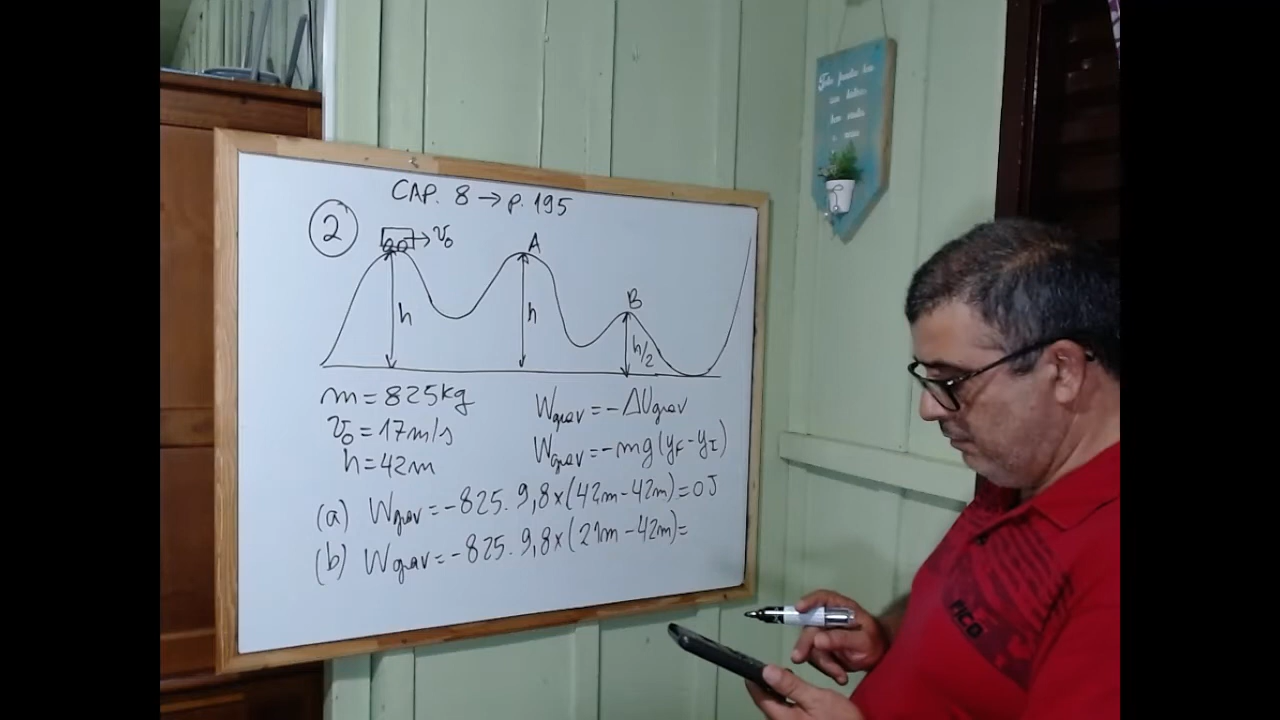 CAP. 8 → p. 195
2
v₀
A
B
h
h
h/2
m = 825kg
v₀ = 17m/s
h = 42m
Wgrav = -ΔUgrav
Wgrav = -mg(yF - yI)
(a) Wgrav = -825. 9,8x(42m-42m)=0J
(b) Wgrav = -825. 9,8x(21m-42m)=